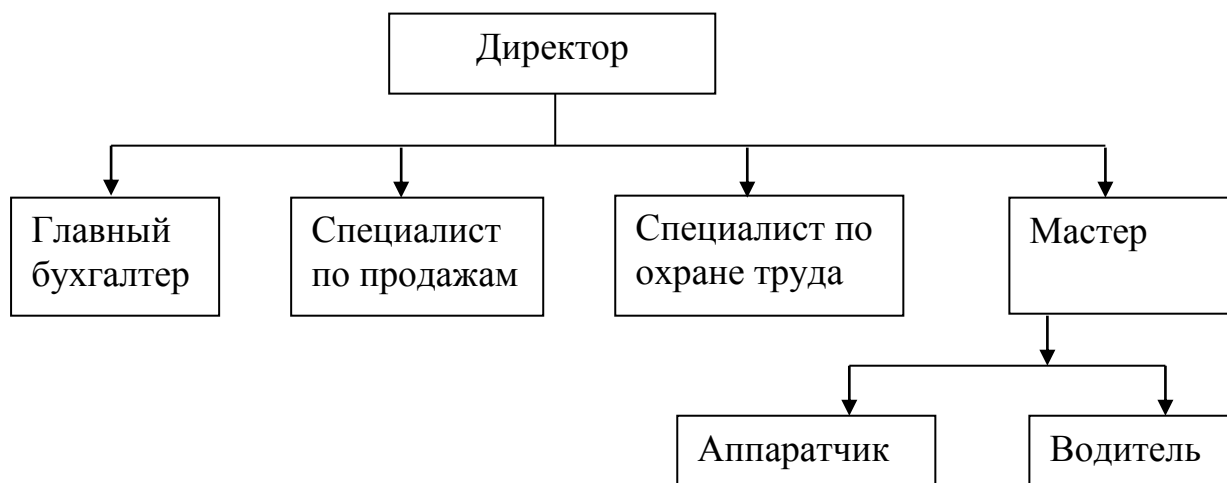 Директор
Главный
бухгалтер
Специалист
по продажам
Специалист по
охране труда
Мастер
Аппаратчик
Водитель